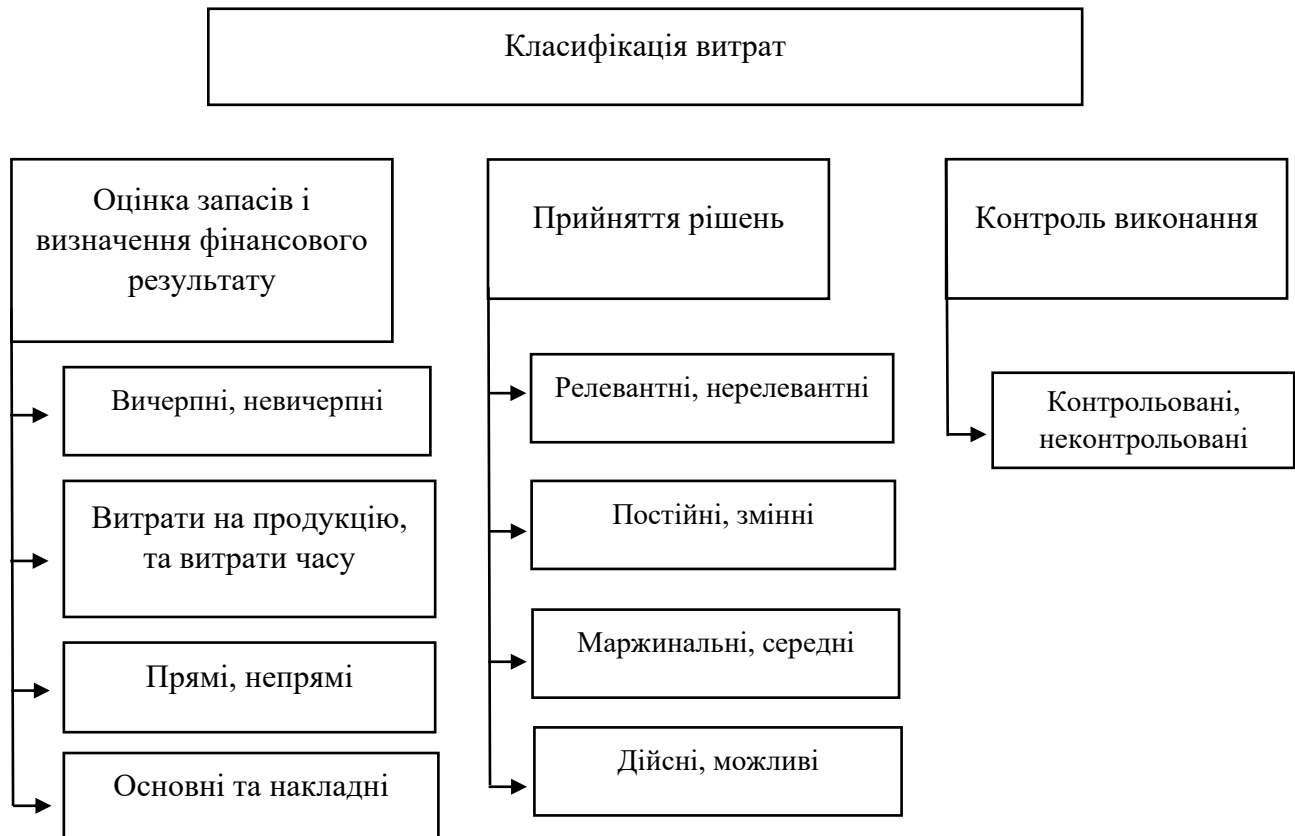 Класифікація витрат
Оцінка запасів і
визначення фінансового
результату
Вичерпні, невичерпні
Витрати на продукцію,
та витрати часу
Прямі, непрямі
Основні та накладні
Прийняття рішень
Релевантні, нерелевантні
Постійні, змінні
Маржинальні, середні
Дійсні, можливі
Контроль виконання
Контрольовані,
неконтрольовані